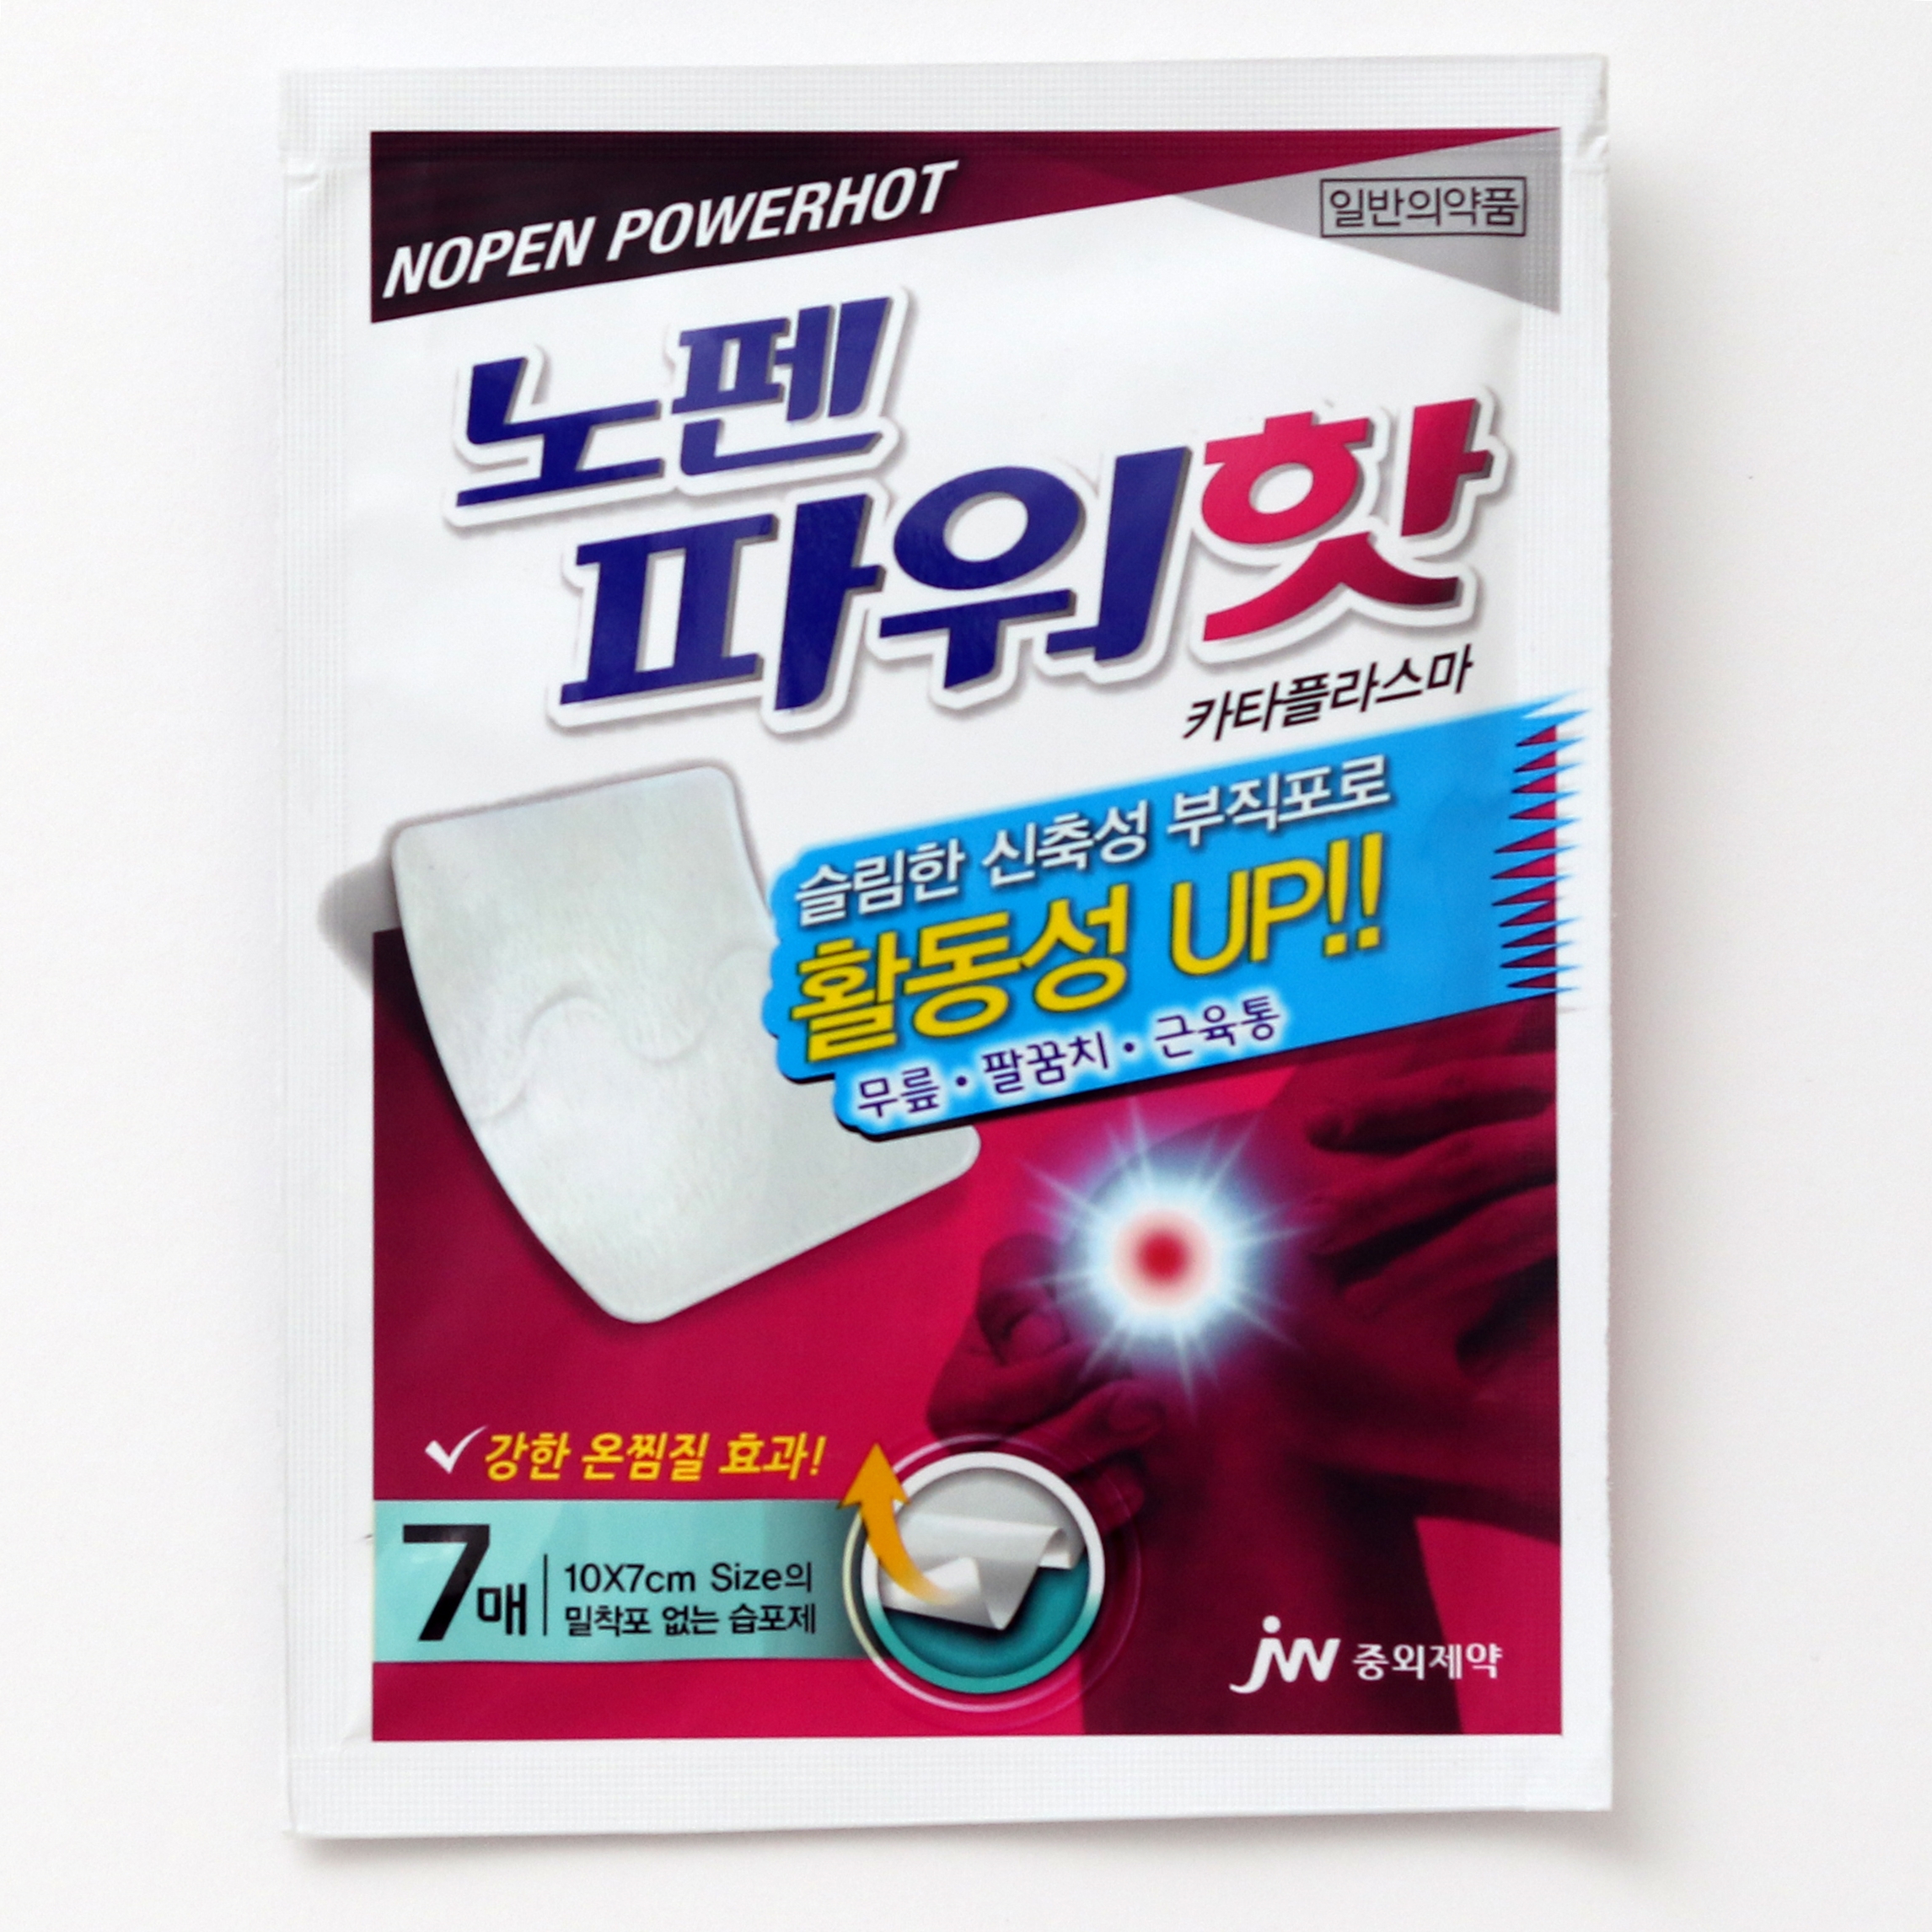 NOPEN POWERHOT
일반의약품
노펜
파워핫
카타플라스마
슬림한 신축성 부직포로
활동성 UP!!
무릎 · 팔꿈치 · 근육통
강한 온찜질 효과!
7매
10X7cm Size의
밀착포 없는 습포제
jw 중외제약